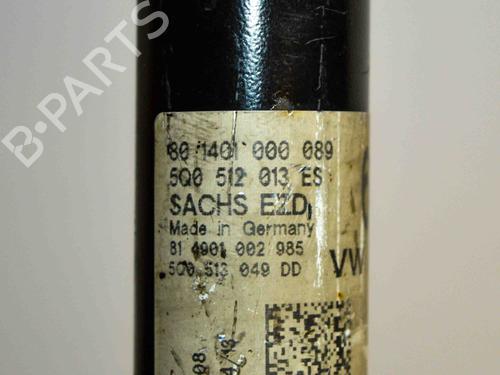 B-PARTS
80 1401 000 089
5Q0 512 013 ES
SACHS EZD
Made in Germany
81 4901 002 985
VW
5Q0 513 049 DD